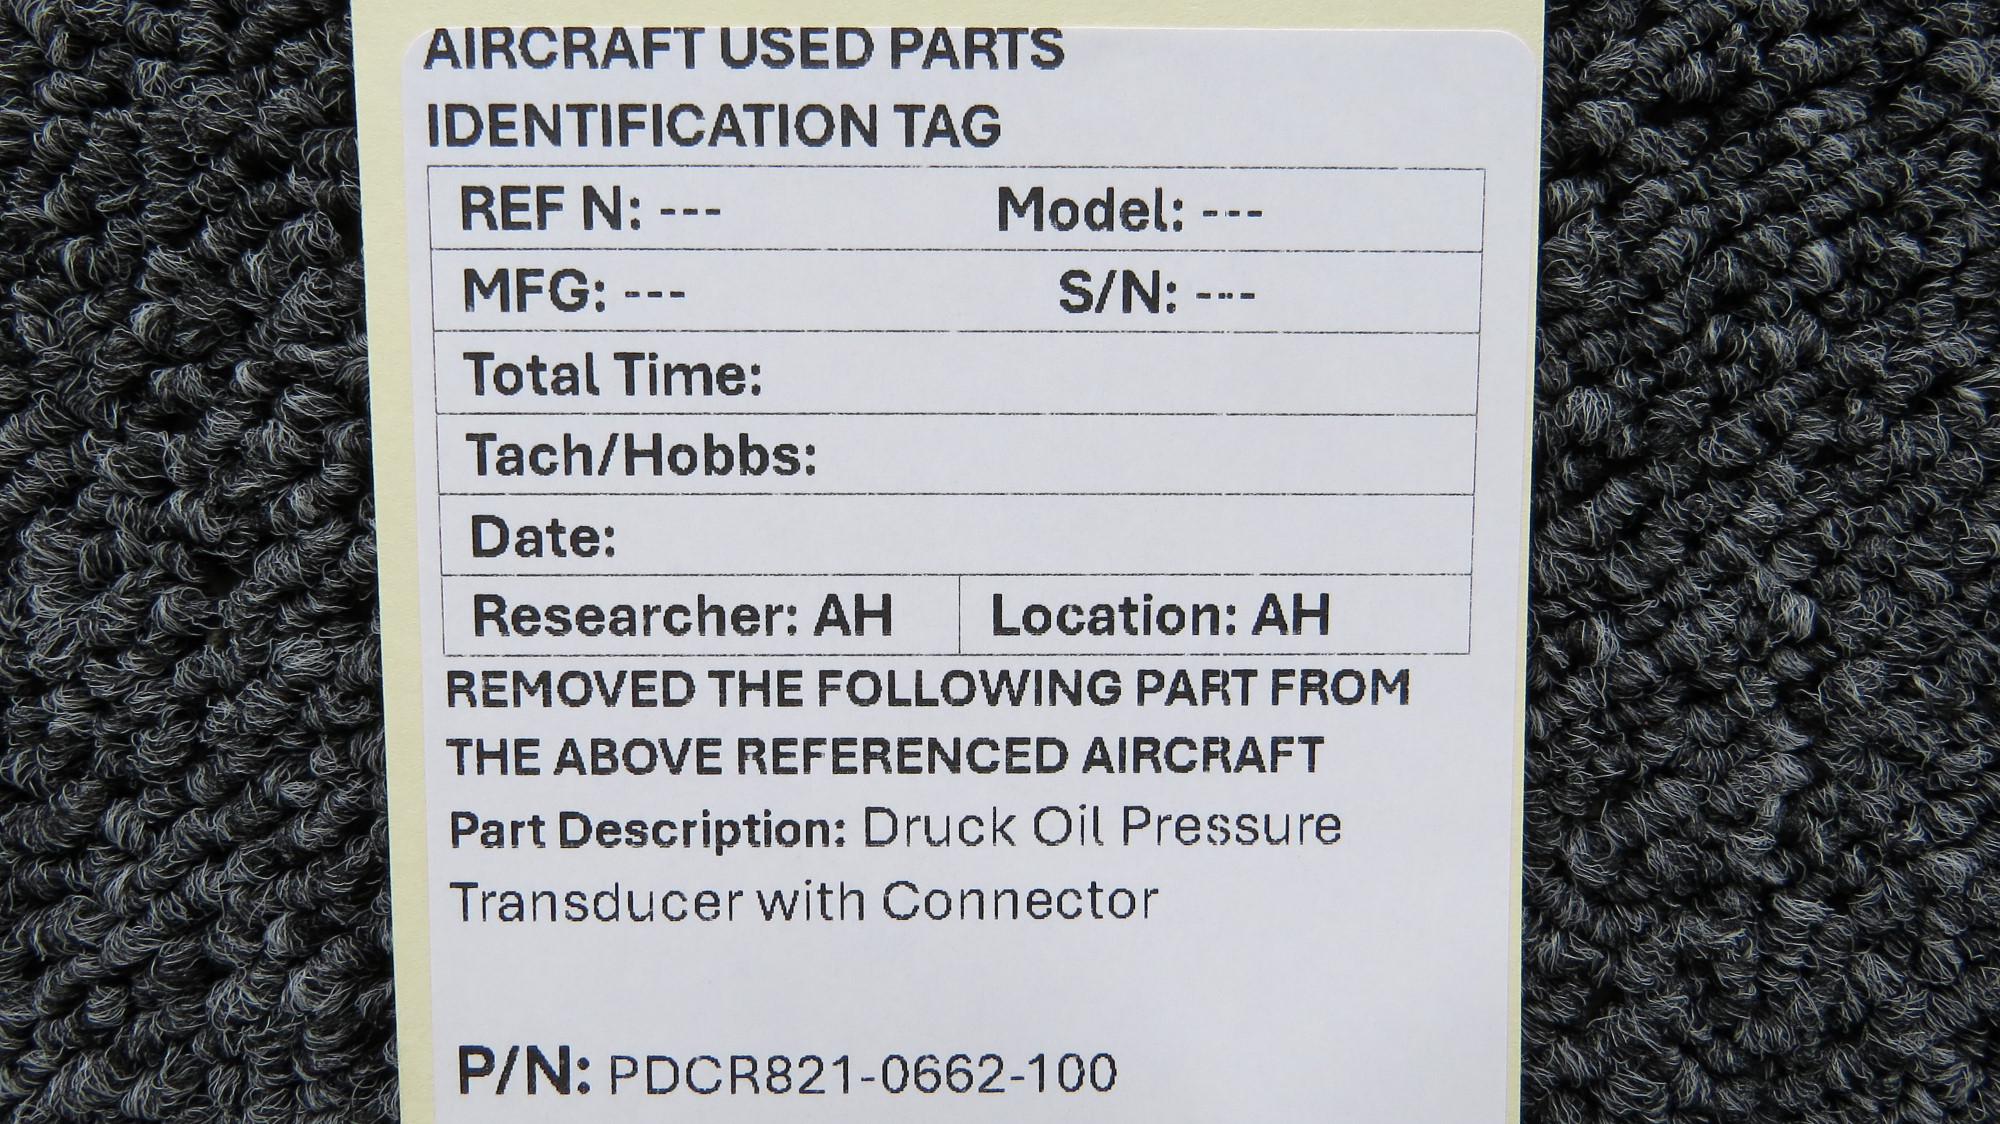 AIRCRAFT USED PARTS
IDENTIFICATION TAG
REF N: --- Model: ---
MFG: --- S/N: ---
Total Time:
Tach/Hobbs:
Date:
Researcher: AH Location: AH
REMOVED THE FOLLOWING PART FROM
THE ABOVE REFERENCED AIRCRAFT
Part Description: Druck Oil Pressure
Transducer with Connector
P/N: PDCR821-0662-100